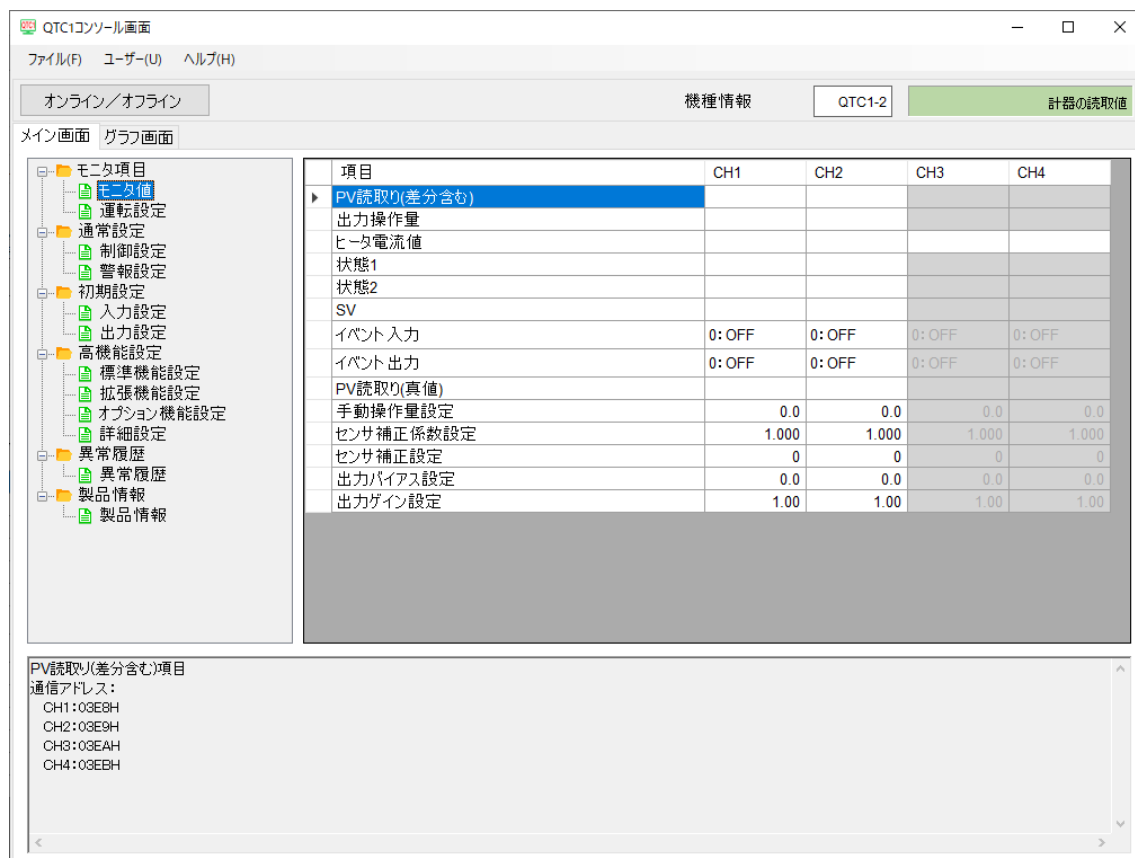 QTC1コンソール画面
ファイル(F) ユーザー(U) ヘルプ(H)
オンライン／オフライン 機種情報 QTC1-2 計器の読取値
メイン画面 グラフ画面
モニタ項目
モニタ値
運転設定
通常設定
制御設定
警報設定
初期設定
入力設定
出力設定
高機能設定
標準機能設定
拡張機能設定
オプション機能設定
詳細設定
異常履歴
異常履歴
製品情報
製品情報
項目 CH1 CH2 CH3 CH4
PV読取り(差分含む)
出力操作量
ヒータ電流値
状態1
状態2
SV
イベント入力 0: OFF 0: OFF 0: OFF 0: OFF
イベント出力 0: OFF 0: OFF 0: OFF 0: OFF
PV読取り(真値)
手動操作量設定 0.0 0.0 0.0 0.0
センサ補正係数設定 1.000 1.000 1.000 1.000
センサ補正設定 0 0 0 0
出力バイアス設定 0.0 0.0 0.0 0.0
出力ゲイン設定 1.00 1.00 1.00 1.00
PV読取り(差分含む)項目
通信アドレス：
CH1：03E8H
CH2：03E9H
CH3：03EAH
CH4：03EBH